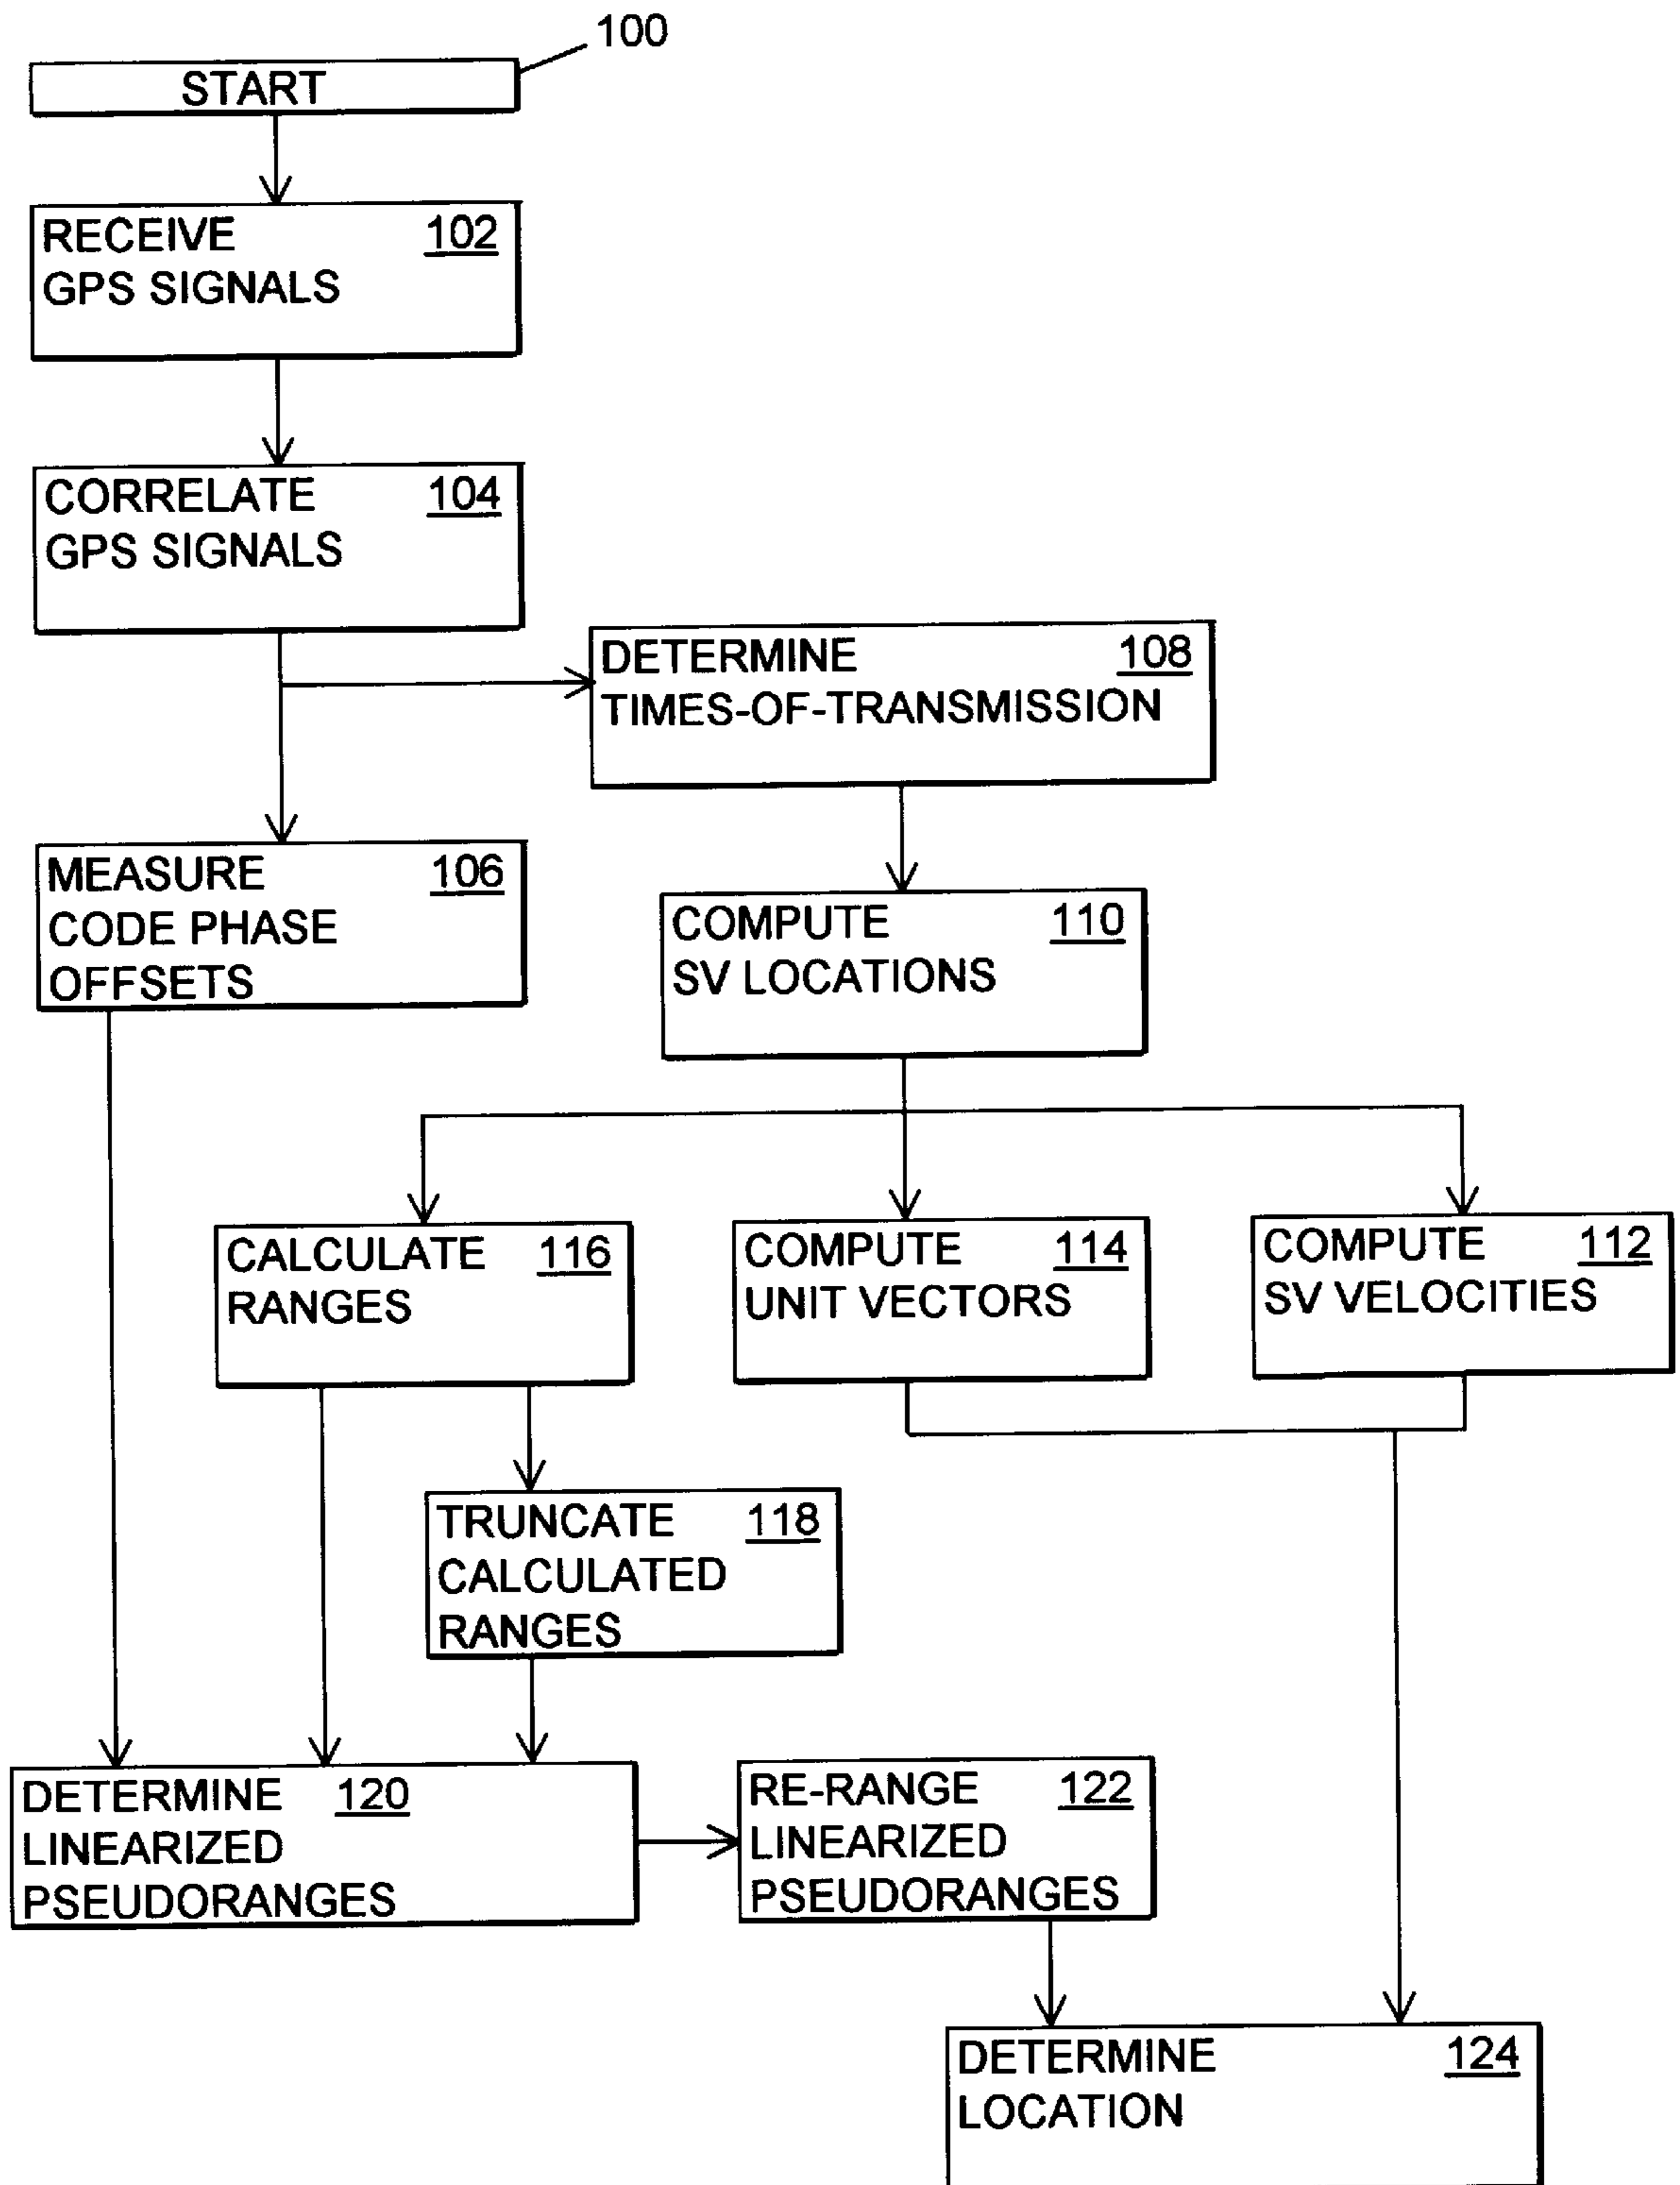 100
START
RECEIVE 102
GPS SIGNALS
CORRELATE 104
GPS SIGNALS
DETERMINE 108
TIMES-OF-TRANSMISSION
MEASURE 106
CODE PHASE
OFFSETS
COMPUTE 110
SV LOCATIONS
CALCULATE 116
RANGES
COMPUTE 114
UNIT VECTORS
COMPUTE 112
SV VELOCITIES
TRUNCATE 118
CALCULATED
RANGES
DETERMINE 120
LINEARIZED
PSEUDORANGES
RE-RANGE 122
LINEARIZED
PSEUDORANGES
DETERMINE 124
LOCATION